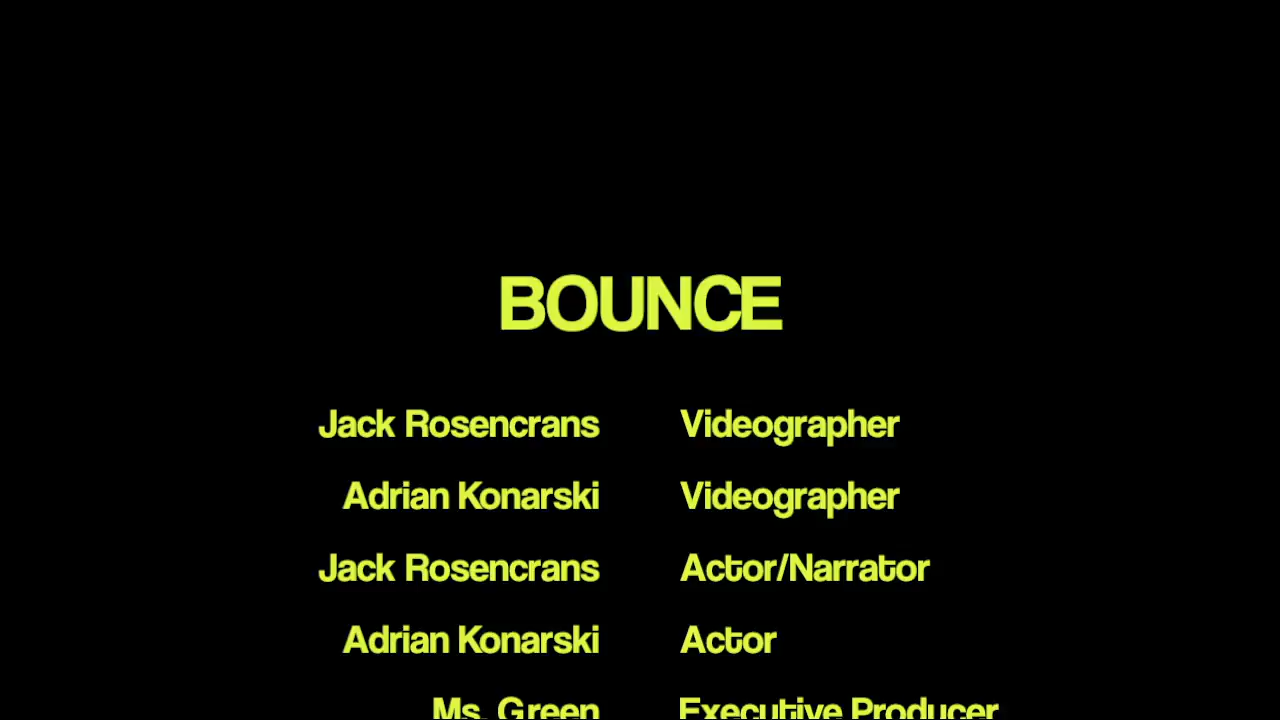 BOUNCE
Jack Rosencrans Videographer
Adrian Konarski Videographer
Jack Rosencrans Actor/Narrator
Adrian Konarski Actor
Ms. Green Executive Producer